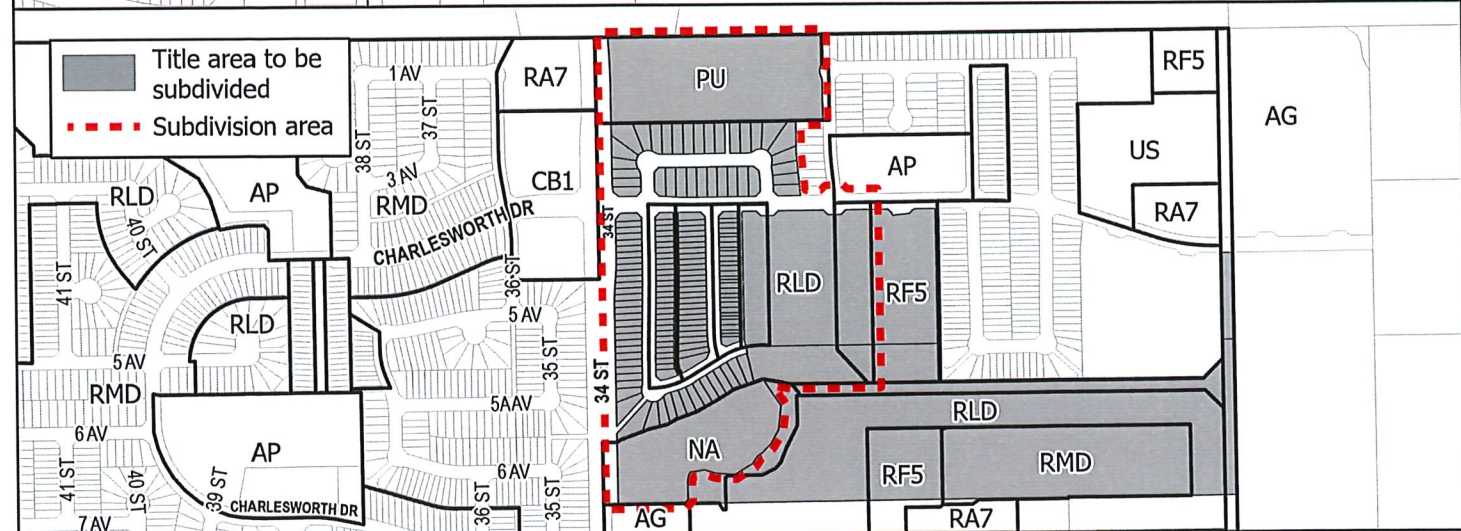 Title area to be
subdivided
Subdivision area
1 AV
37 ST
38 ST
3 AV
RMD
CHARLESWORTH DR
RA7
CB1
PU
34 ST
AP
RF5
US
RA7
AG
RLD
40 ST
AP
41 ST
RLD
5 AV
RMD
6 AV
41 ST
40 ST
7 AV
AP
39 ST
CHARLESWORTH DR
36 ST
5 AV
35 ST
5A AV
6 AV
36 ST
35 ST
34 ST
RLD
RF5
NA
RLD
RF5
RMD
AG
RA7